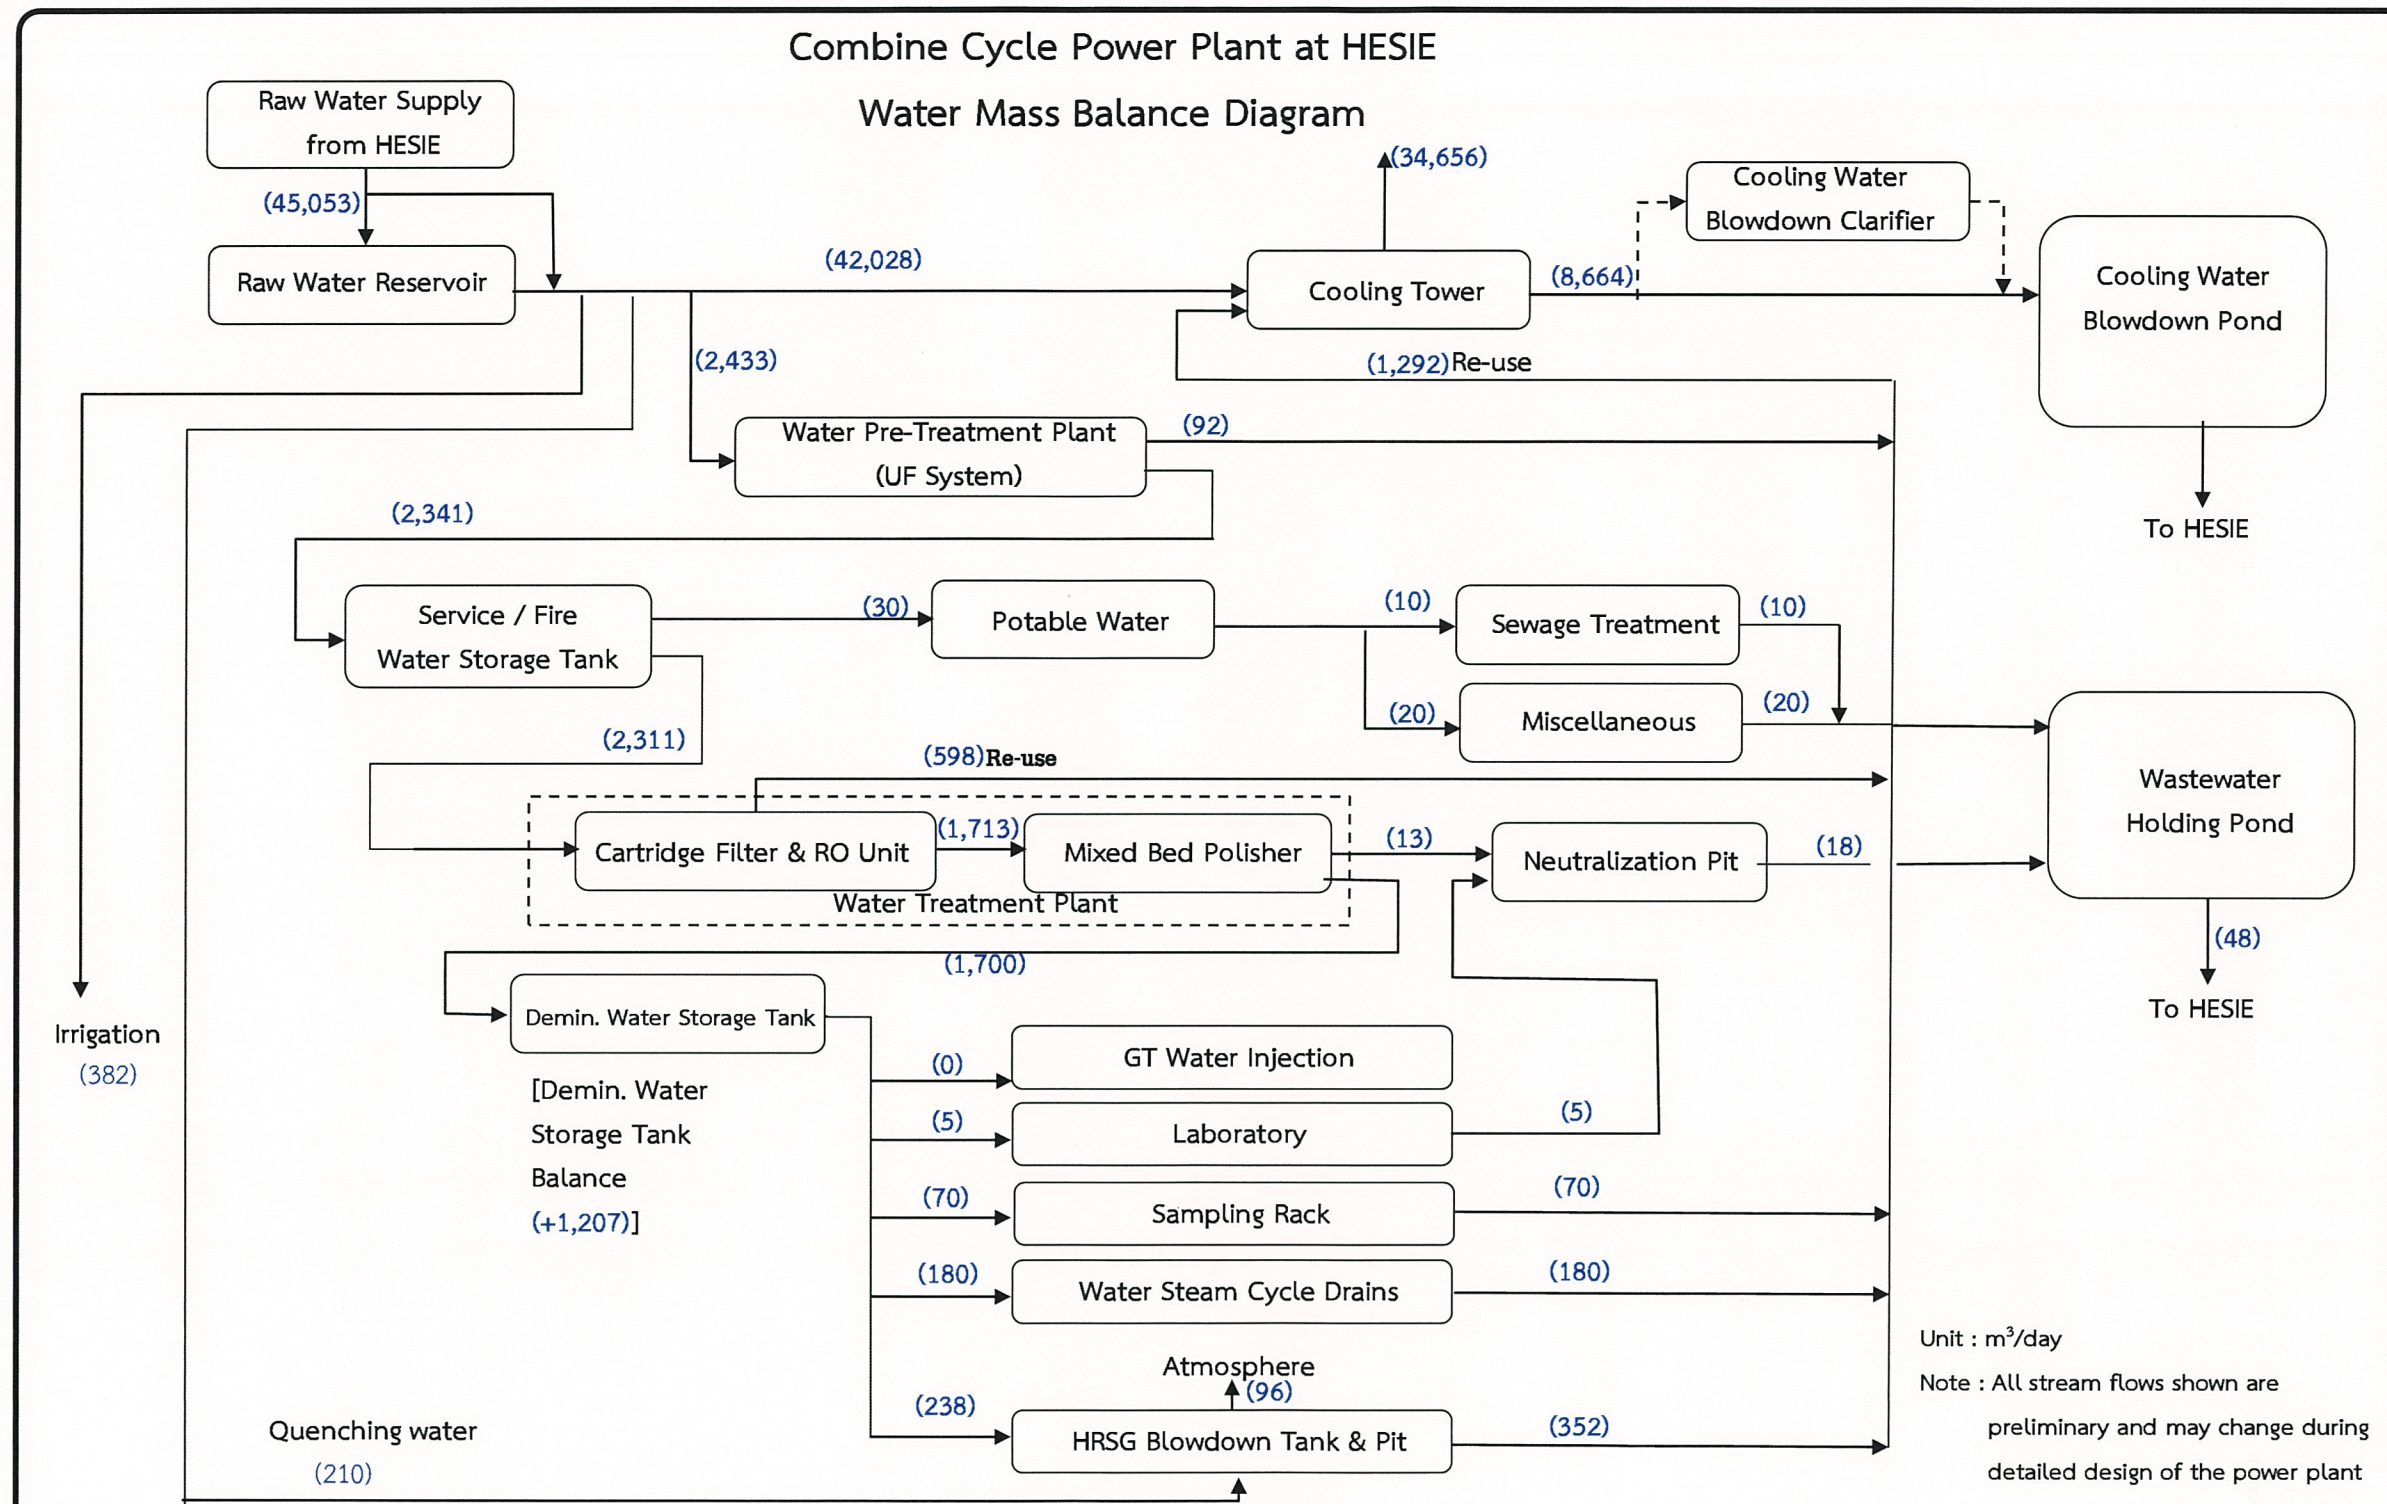 Combine Cycle Power Plant at HESIE
Water Mass Balance Diagram
Raw Water Supply
from HESIE
(45,053)
Raw Water Reservoir
(42,028)
(34,656)
Cooling Tower
(8,664)
Cooling Water
Blowdown Clarifier
Cooling Water
Blowdown Pond
To HESIE
(1,292) Re-use
(2,433)
Water Pre-Treatment Plant
(UF System)
(92)
(2,341)
Service / Fire
Water Storage Tank
(30)
Potable Water
(10)
Sewage Treatment
(10)
(20)
Miscellaneous
(20)
(2,311)
(598) Re-use
Cartridge Filter & RO Unit
(1,713)
Mixed Bed Polisher
Water Treatment Plant
(13)
Neutralization Pit
(18)
Wastewater
Holding Pond
(48)
To HESIE
(1,700)
Demin. Water Storage Tank
[Demin. Water
Storage Tank
Balance
(+1,207)]
Irrigation
(382)
(0)
GT Water Injection
(5)
Laboratory
(5)
(70)
Sampling Rack
(70)
(180)
Water Steam Cycle Drains
(180)
Atmosphere
(96)
(238)
HRSG Blowdown Tank & Pit
(352)
Quenching water
(210)
Unit : m³/day
Note : All stream flows shown are
preliminary and may change during
detailed design of the power plant